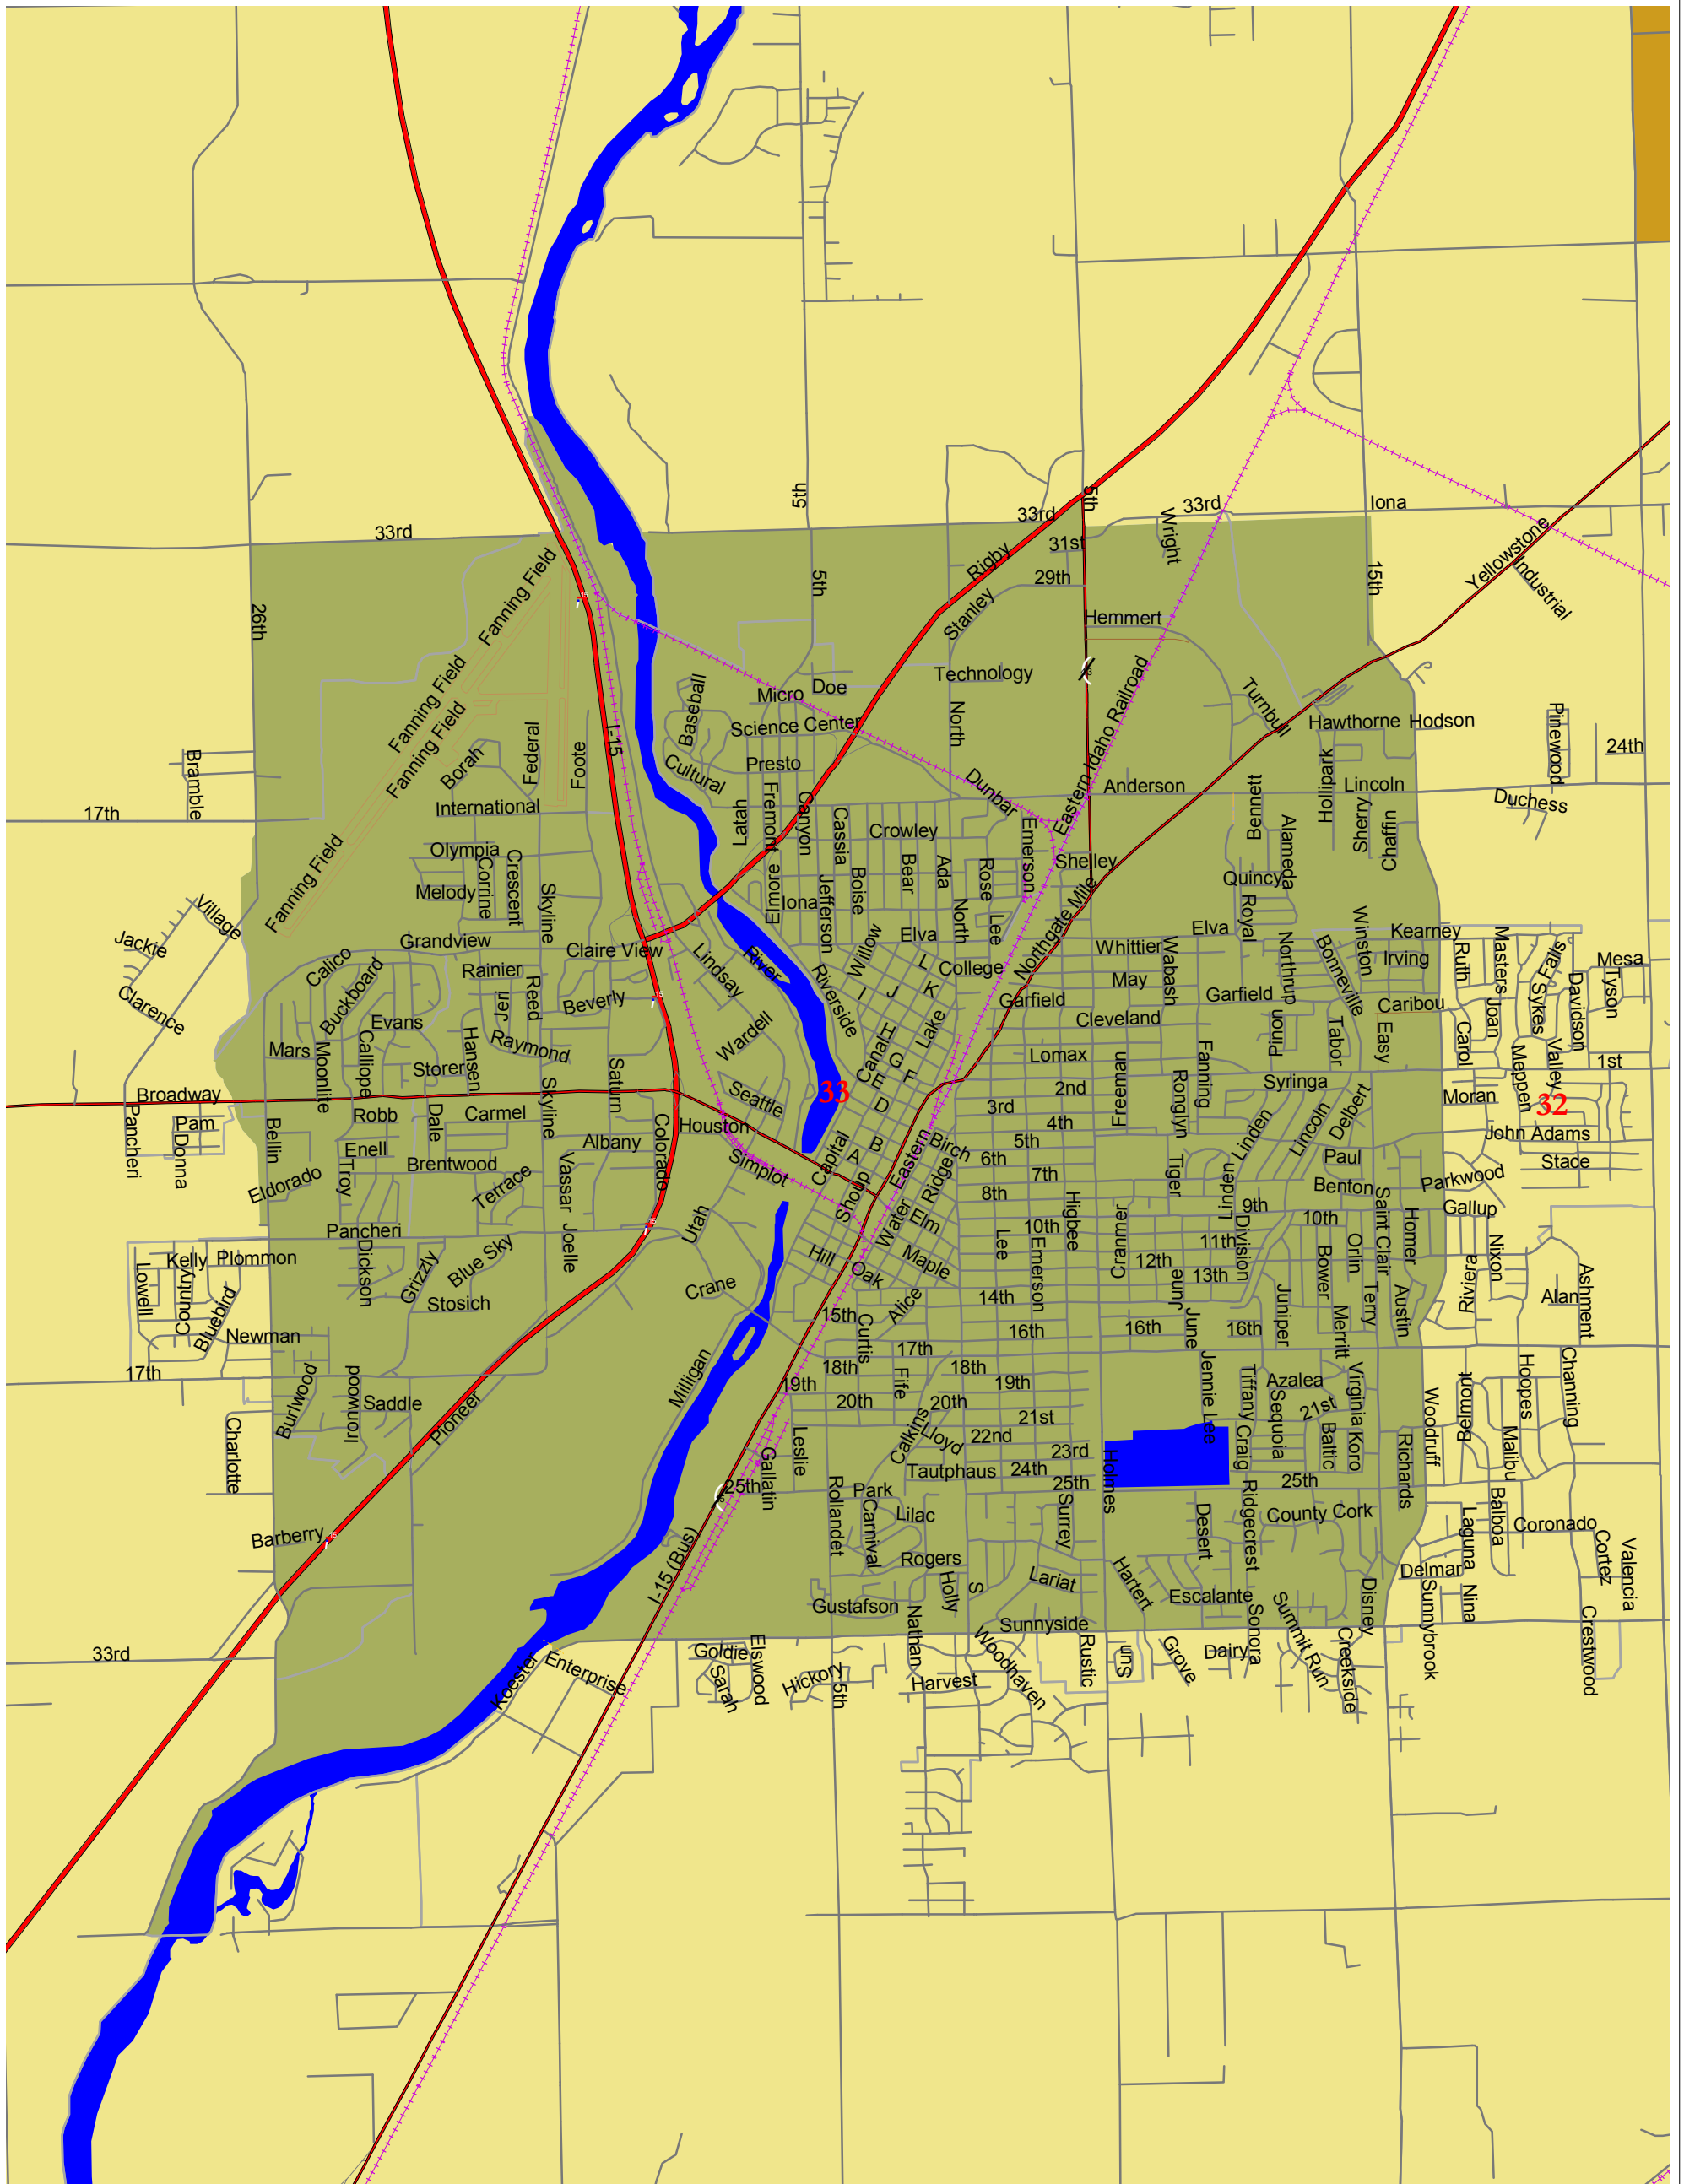 5th
5th
33rd
Iona
33rd
33rd
31st
Wright
Rigby
Yellowstone
Fanning Field
29th
15th
Industrial
5th
26th
Stanley
Hemmert
Technology
Eastern Idaho Railroad
Fanning Field
Doe
Micro
Baseball
Turnbull
Fanning Field
Science Center
North
Hawthorne
Hodson
Pinewood
24th
I-15
Federal
Foote
Borah
Bramble
Presto
Cultural
Dunbar
Anderson
Bennett
Hollipark
Lincoln
Duchess
International
17th
Latah
Fremont
Canyon
Cassia
Crowley
Emerson
Sherry
Chaffin
Alameda
Olympia
Corrine
Crescent
Bear
Ada
Rose
Shelley
Melody
Skyline
Elmore
Iona
Jefferson
Boise
Quincy
Royal
Fanning Field
Village
North
Lee
Northgate Mile
Elva
Winston
Kearney
Jackie
Grandview
Claire View
Elva
Willow
Whittier
Wabash
Northrup
Bonneville
Irving
Ruth
Masters
Falls
Mesa
Calico
Rainier
Lindsay
River
L
College
May
Buckboard
Jeri
Reed
Beverly
Riverside
I
J
K
Garfield
Garfield
Caribou
Joan
Sykes
Davidson
Tyson
Clarence
Evans
Wardell
H
Lake
Cleveland
Pinon
Tabor
Easy
Carol
Mars
Moonlite
Calliope
Hansen
Raymond
Canal
G
Lomax
Fanning
Valley
1st
Storer
Saturn
E
F
Freeman
Meppen
Broadway
Skyline
Seattle
33
2nd
Ronglyn
Syringa
Moran
32
Pancheri
Pam
Robb
Dale
Carmel
D
3rd
Linden
Lincoln
Delbert
Donna
Bellin
Enell
Colorado
Houston
4th
John Adams
Albany
Capital
B
Birch
5th
Troy
Brentwood
Simplot
A
Eastern
6th
Tiger
Paul
Stace
Eldorado
Terrace
Vassar
Shoup
Ridge
7th
Linden
Benton
Parkwood
8th
9th
Saint Clair
Gallup
Pancheri
Utah
Water
Elm
Higbee
Cramer
10th
Homer
Joelle
Lee
10th
Division
11th
Kelly
Plommon
Dickson
Blue Sky
Hill
Maple
Emerson
12th
Bower
Orlin
Nixon
Lowell
Country
Bluebird
Grizzly
Oak
13th
June
Terry
Riviera
Ashment
Stosich
Crane
Alice
14th
Juniper
Austin
Alan
Newman
15th
Curtis
16th
16th
June
16th
Merritt
17th
Milligan
17th
18th
Fife
18th
Jennie Lee
Tiffany
Azalea
Virginia
Belmont
Hoopes
Channing
Burlwood
Ironwood
Saddle
19th
19th
Sequoia
Woodruff
Pioneer
20th
Calkins
20th
21st
21st
Charlotte
Lloyd
22nd
Craig
Baltic
Koro
Richards
Malibu
Leslie
23rd
Gallatin
Tautphaus
24th
Holmes
25th
25th
25th
Rollandet
Park
Ridgecrest
Balboa
Barberry
Carnival
Lilac
Surrey
Desert
County Cork
Laguna
Coronado
I-15 (Bus)
Rogers
Cortez
Valencia
Holly
S
Lariat
Hartert
Escalante
Disney
Delmar
Nina
Sunnybrook
Gustafson
Nathan
Sunnyside
Sonora
Summit Run
Crestwood
33rd
Koester
Enterprise
Goldie
Sarah
Elswood
Hickory
5th
Harvest
Woodhaven
Rustic
Sun
Grove
Dairy
Creekside